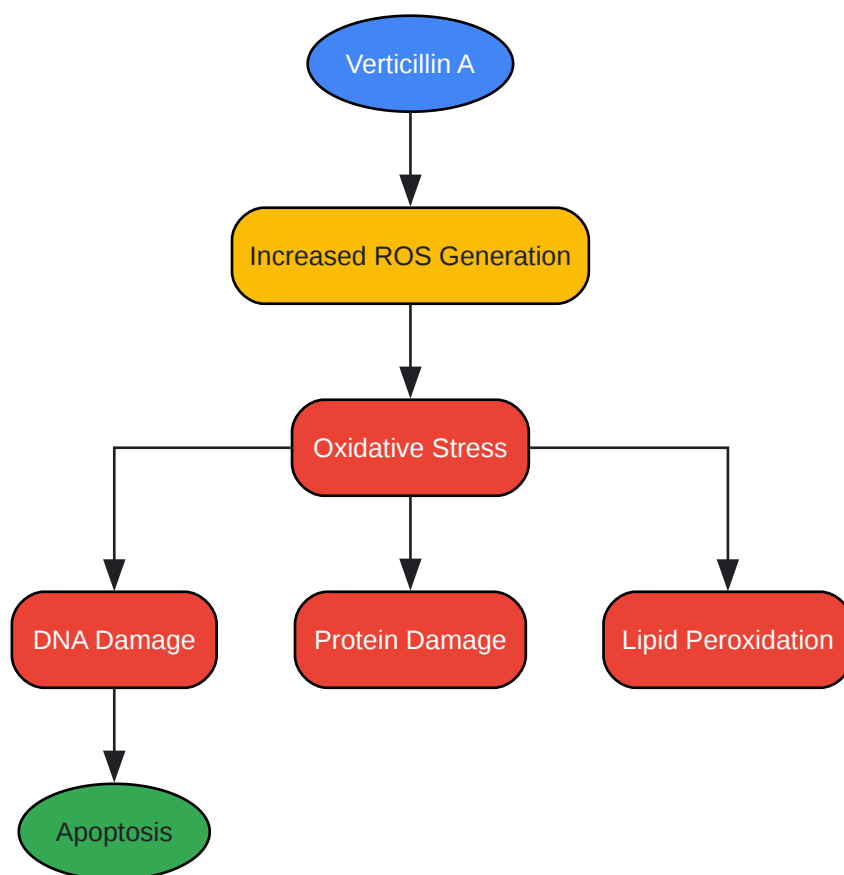 Verticillin A
Increased ROS Generation
Oxidative Stress
DNA Damage
Protein Damage
Lipid Peroxidation
Apoptosis